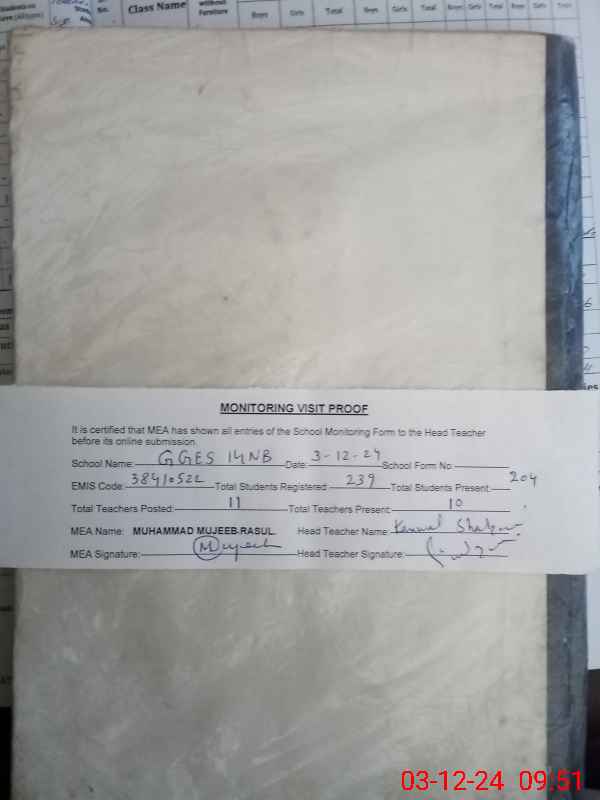 Class Name
without
Furniture
Boys Girls Total Boys Girls Total Boys Girls Total Boys Girls Total
MONITORING VISIT PROOF
It is certified that MEA has shown all entries of the School Monitoring Form to the Head Teacher
before its online submission.
School Name: GGES 14NB Date: 3-12-24 School Form No
EMIS Code: 38410522 Total Students Registered 239 Total Students Present 204
Total Teachers Posted: 11 Total Teachers Present: 10
MEA Name: MUHAMMAD MUJEEB RASUL. Head Teacher Name: Kanwal
MEA Signature: Mujeeb Head Teacher Signature:
03-12-24 09:51